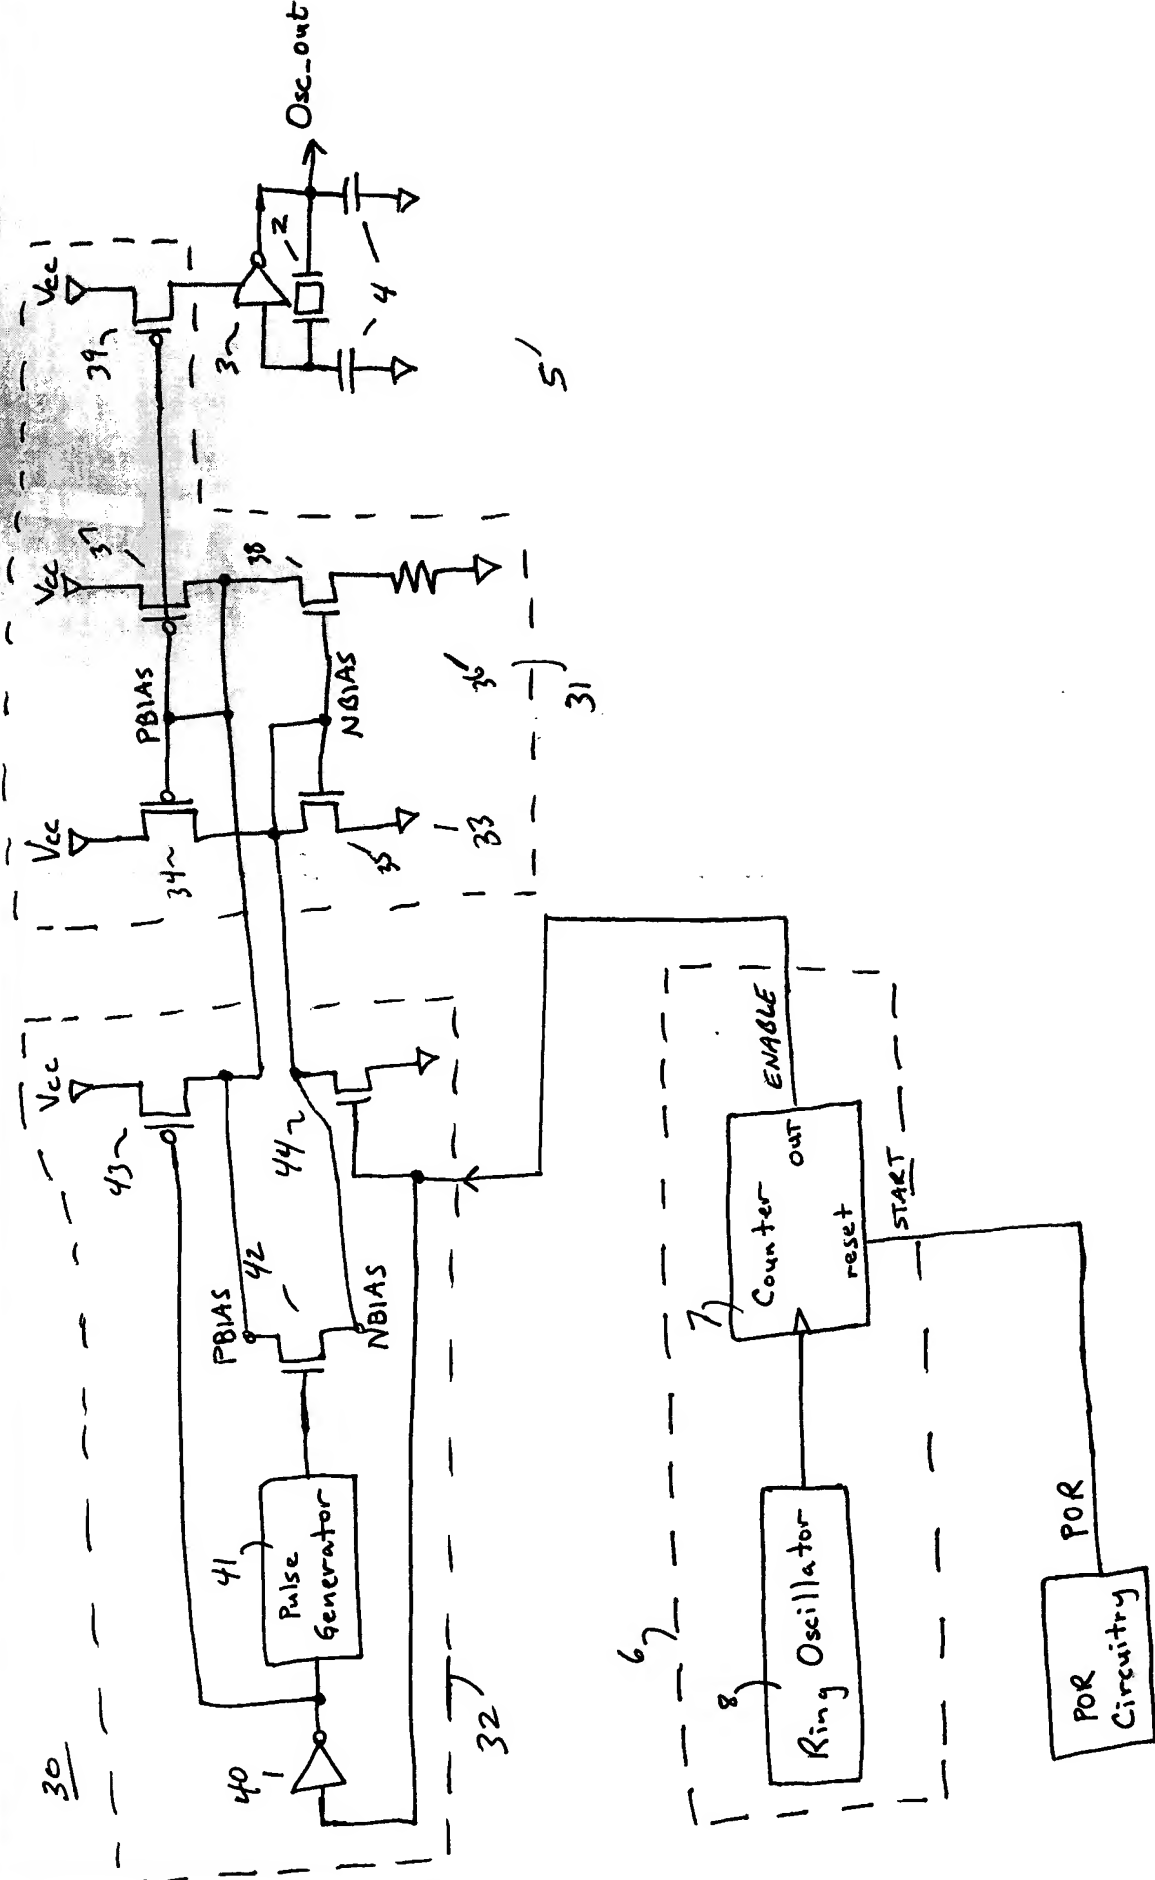 30
40
41
Pulse
Generator
43
Vcc
PBIAS
42
44
NBIAS
32
Vcc
34
35
33
PBIAS
NBIAS
36
31
Vcc
37
38
Vcc
39
3
2
4
5
Osc_out
6
8
Ring Oscillator
7
Counter
out
reset
ENABLE
START
POR
Circuitry
POR